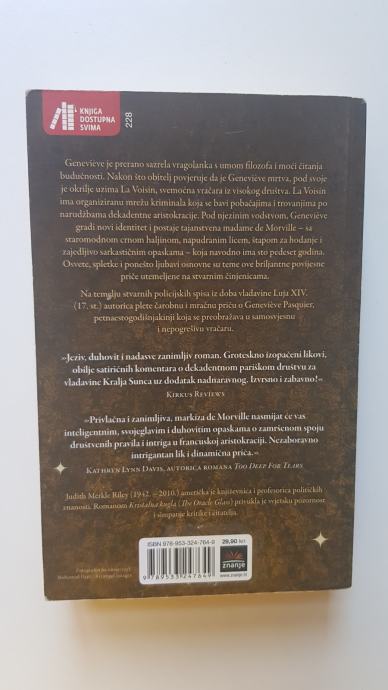 KNJIGA
DOSTUPNA
SVIMA
228
Geneviève je prerano sazrela vragolanka s umom filozofa i moći čitanja
budućnosti. Nakon što obitelj povjeruje da je Geneviève mrtva, pod svoje
je okrilje uzima La Voisin, svemoćna vračara iz visokog društva. La Voisin
ima organiziranu mrežu kriminala koja se bavi pobačajima i trovanjima po
narudžbama dekadentne aristokracije. Pod njezinim vodstvom, Geneviève
gradi novi identitet i postaje tajanstvena madame de Morville – sa
staromodnom crnom haljinom, napudranim licem, štapom za hodanje i
zajedljivo sarkastičnim opaskama – koja navodno ima sto pedeset godina.
Osvete, spletke i ponešto ljubavi osnovne su teme ove briljantne povijesne
priče utemeljene na stvarnim činjenicama.
Na temelju stvarnih policijskih spisa iz doba vladavine Luja XIV.
(17. st.) autorica plete čarobnu i mračnu priču o Geneviève Pasquier,
petnaestogodišnjakinji koja se preobražava u samosvjesnu
i nepogrešivu vračaru.
»Jeziv, duhovit i nadasve zanimljiv roman. Groteskno izopačeni likovi,
obilje satiričnih komentara o dekadentnom pariškom društvu za
vladavine Kralja Sunca uz dodatak nadnaravnog. Izvrsno i zabavno!«
Kirkus Reviews
»Privlačna i zanimljiva, markiza de Morville nasmijat će vas
inteligentnim, svojeglavim i duhovitim opaskama o zamršenom spoju
društvenih pravila i intriga u francuskoj aristokraciji. Nezaboravno
intrigantan lik i dinamična priča.«
Kathryn Lynn Davis, autorica romana Too Deep For Tears
Judith Merkle Riley (1942. – 2010.) američka je književnica i profesorica političkih
znanosti. Romanom Kristalna kugla (The Oracle Glass) privukla je svjetsku pozornost
i simpatije kritike i čitatelja.
ISBN 978-953-324-764-9
29,90 kn
9 789533 247649
znanje
www.znanje.hr